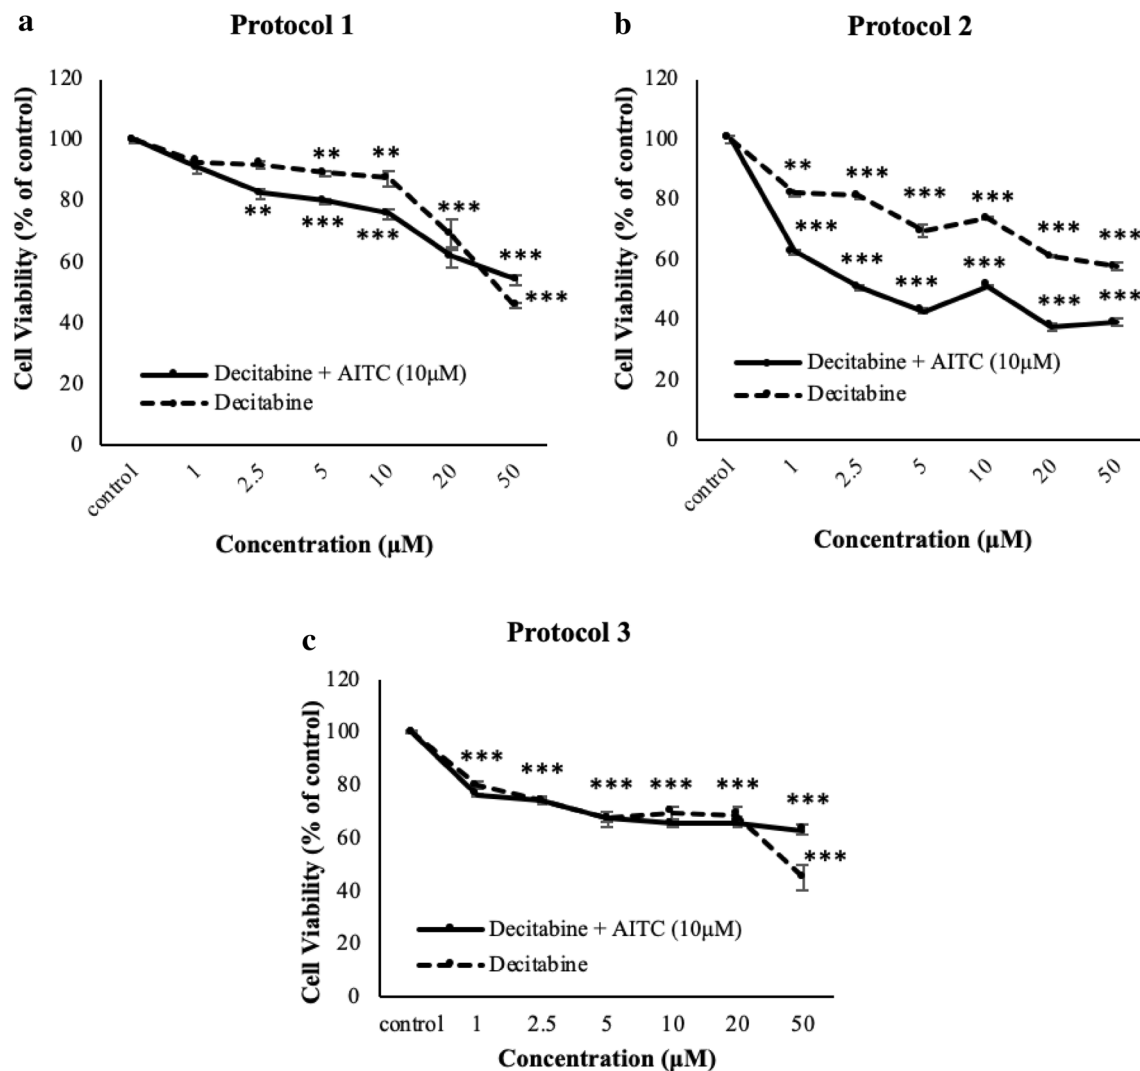 a
Protocol 1
Cell Viability (% of control)
120
100
80
60
40
20
0
** **
***
** *** ***
***
***
Decitabine + AITC (10μM)
Decitabine
control 1 2.5 5 10 20 50
Concentration (μM)
b
Protocol 2
Cell Viability (% of control)
120
100
80
60
40
20
0
** *** *** *** *** ***
*** *** *** *** *** ***
Decitabine + AITC (10μM)
Decitabine
control 1 2.5 5 10 20 50
Concentration (μM)
c
Protocol 3
Cell Viability (% of control)
120
100
80
60
40
20
0
*** *** *** *** *** ***
***
Decitabine + AITC (10μM)
Decitabine
control 1 2.5 5 10 20 50
Concentration (μM)